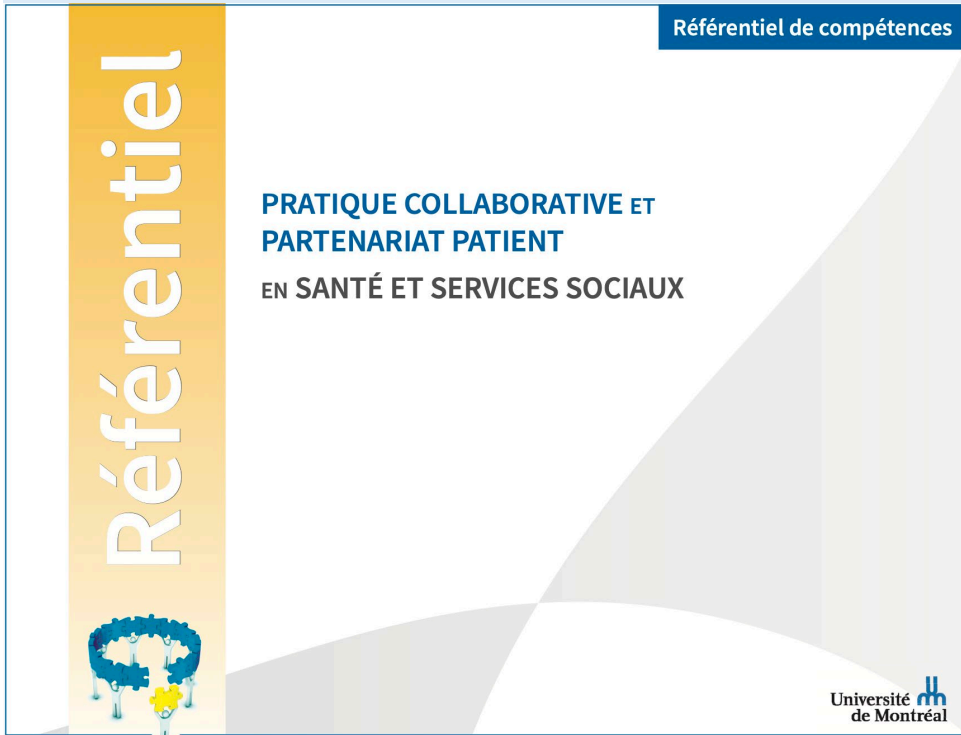 Référentiel de compétences
Référentiel
PRATIQUE COLLABORATIVE ET
PARTENARIAT PATIENT
EN SANTÉ ET SERVICES SOCIAUX
Université
de Montréal